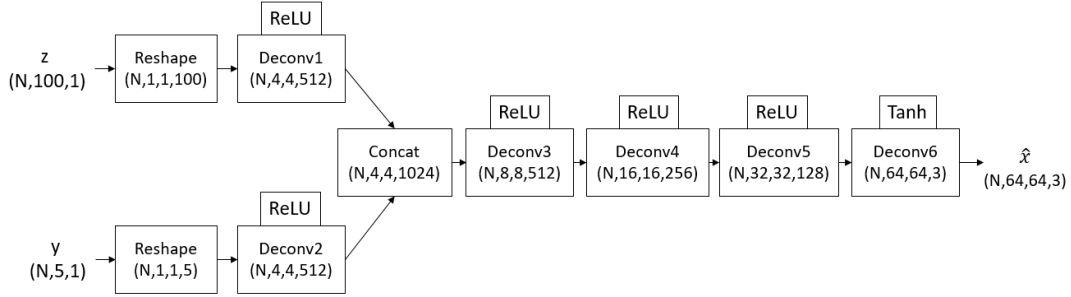 z
(N,100,1)
Reshape
(N,1,1,100)
ReLU
Deconv1
(N,4,4,512)
y
(N,5,1)
Reshape
(N,1,1,5)
ReLU
Deconv2
(N,4,4,512)
Concat
(N,4,4,1024)
ReLU
Deconv3
(N,8,8,512)
ReLU
Deconv4
(N,16,16,256)
ReLU
Deconv5
(N,32,32,128)
Tanh
Deconv6
(N,64,64,3)
x̂
(N,64,64,3)